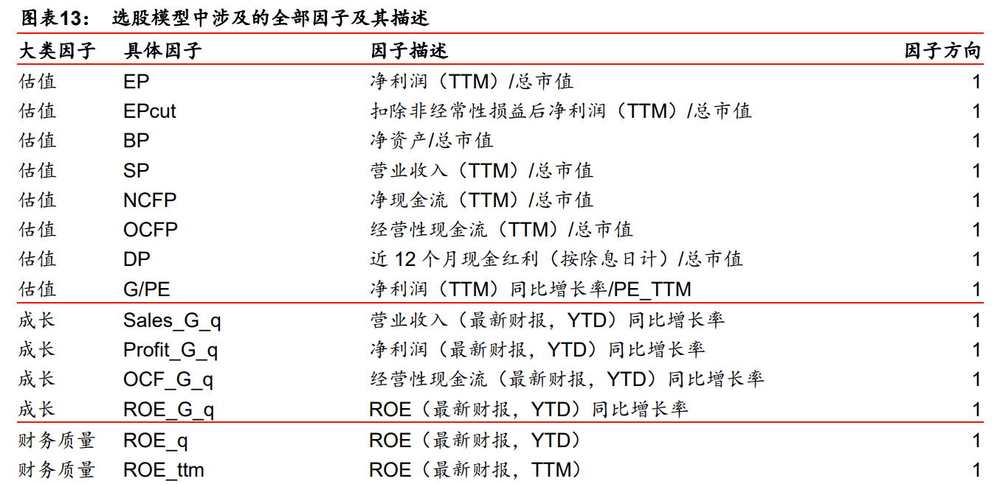 图表13： 选股模型中涉及的全部因子及其描述
大类因子 具体因子 因子描述 因子方向
估值 EP 净利润（TTM）/总市值 1
估值 EPcut 扣除非经常性损益后净利润（TTM）/总市值 1
估值 BP 净资产/总市值 1
估值 SP 营业收入（TTM）/总市值 1
估值 NCFP 净现金流（TTM）/总市值 1
估值 OCFP 经营性现金流（TTM）/总市值 1
估值 DP 近 12 个月现金红利（按除息日计）/总市值 1
估值 G/PE 净利润（TTM）同比增长率/PE_TTM 1
成长 Sales_G_q 营业收入（最新财报，YTD）同比增长率 1
成长 Profit_G_q 净利润（最新财报，YTD）同比增长率 1
成长 OCF_G_q 经营性现金流（最新财报，YTD）同比增长率 1
成长 ROE_G_q ROE（最新财报，YTD）同比增长率 1
财务质量 ROE_q ROE（最新财报，YTD） 1
财务质量 ROE_ttm ROE（最新财报，TTM） 1